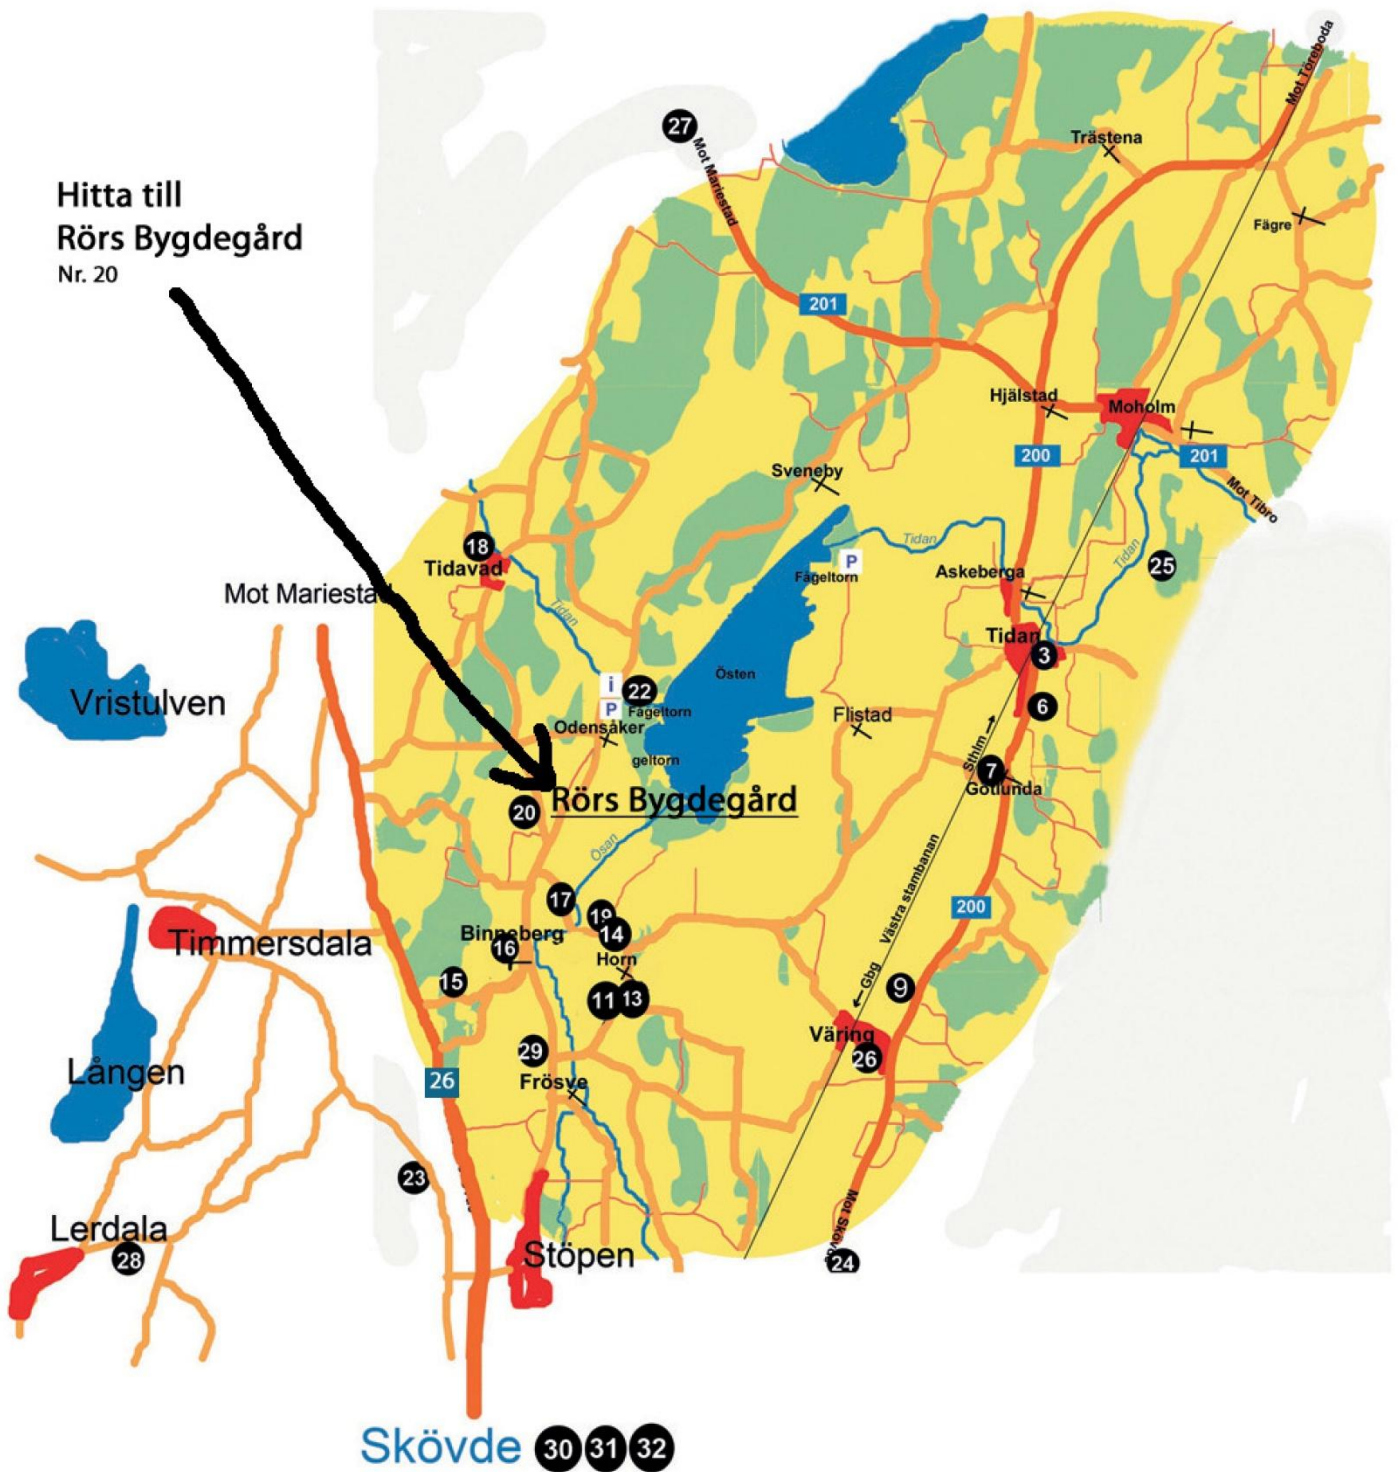 Hitta till
Rörs Bygdegård
Nr. 20
27
Mot Mariestad
201
Mot Töreboda
Trästena
Fägre
Hjälstad
Moholm
200
201
Mot Tibro
Sveneby
18
Tidavad
Tidan
Fågeltorn
P
Tidan
Askeberga
Tidan
25
Mot Mariestad
Vristulven
Tidan
3
6
i
P
22
Fågeltorn
Odensåker
geltorn
Östen
Flistad
Sthlm
7
Götlunda
20
Rörs Bygdegård
Ösan
Västra stambanan
200
17
19
14
Binneberg
16
Horn
15
11
13
Gbg
9
Timmersdala
Väring
26
29
Frösve
26
Lången
23
Lerdala
28
Stöpen
24
Skövde 30 31 32